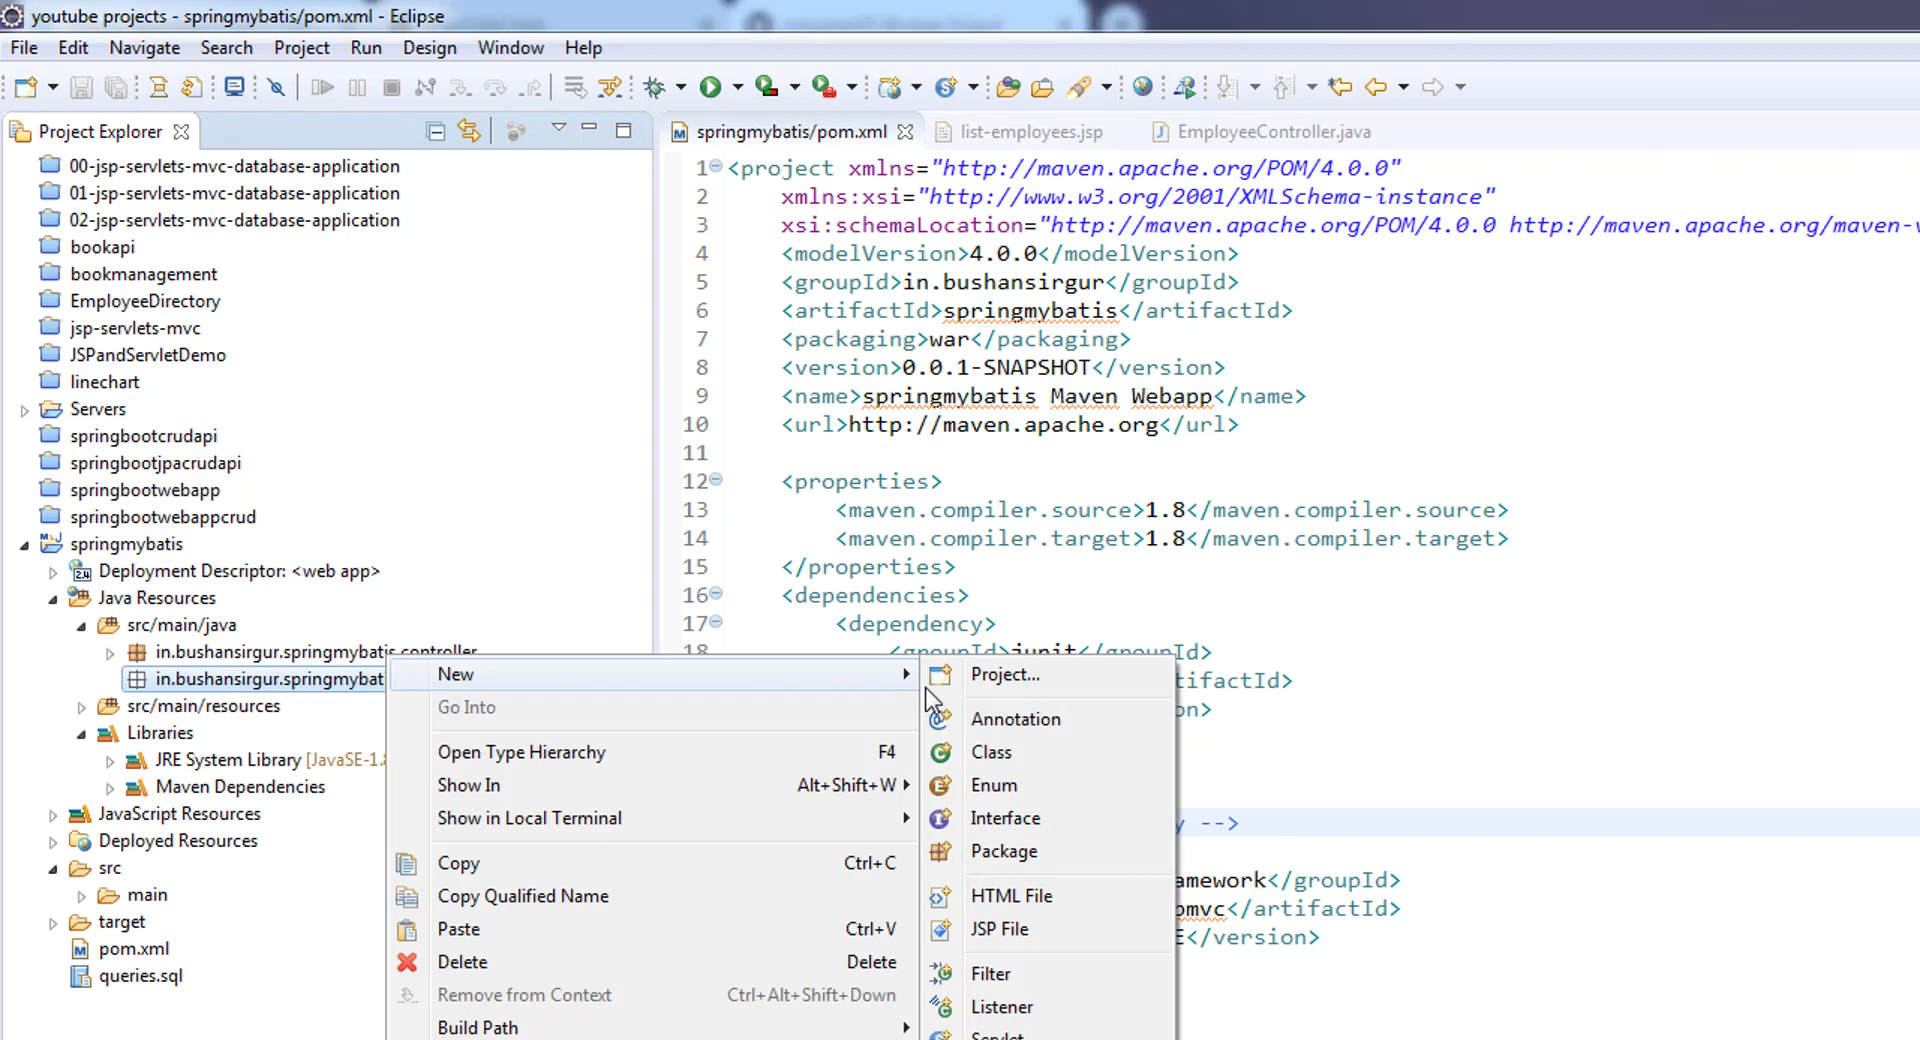 youtube projects - springmybatis/pom.xml - Eclipse
File Edit Navigate Search Project Run Design Window Help
Project Explorer
00-jsp-servlets-mvc-database-application
01-jsp-servlets-mvc-database-application
02-jsp-servlets-mvc-database-application
bookapi
bookmanagement
EmployeeDirectory
jsp-servlets-mvc
JSPandServletDemo
linechart
Servers
springbootcrudapi
springbootjpacrudapi
springbootwebapp
springbootwebappcrud
springmybatis
Deployment Descriptor: <web app>
Java Resources
src/main/java
in.bushansirgur.springmybatis.controller
in.bushansirgur.springmybat
src/main/resources
Libraries
JRE System Library [JavaSE-1.8
Maven Dependencies
JavaScript Resources
Deployed Resources
src
main
target
pom.xml
queries.sql
springmybatis/pom.xml list-employees.jsp EmployeeController.java
1 <project xmlns="http://maven.apache.org/POM/4.0.0"
2 xmlns:xsi="http://www.w3.org/2001/XMLSchema-instance"
3 xsi:schemaLocation="http://maven.apache.org/POM/4.0.0 http://maven.apache.org/maven-v
4 <modelVersion>4.0.0</modelVersion>
5 <groupId>in.bushansirgur</groupId>
6 <artifactId>springmybatis</artifactId>
7 <packaging>war</packaging>
8 <version>0.0.1-SNAPSHOT</version>
9 <name>springmybatis Maven Webapp</name>
10 <url>http://maven.apache.org</url>
11
12 <properties>
13 <maven.compiler.source>1.8</maven.compiler.source>
14 <maven.compiler.target>1.8</maven.compiler.target>
15 </properties>
16 <dependencies>
17 <dependency>
18 <groupId>junit</groupId>
tifactId>
on>
y -->
amework</groupId>
omvc</artifactId>
E</version>
New
Go Into
Open Type Hierarchy F4
Show In Alt+Shift+W
Show in Local Terminal
Copy Ctrl+C
Copy Qualified Name
Paste Ctrl+V
Delete Delete
Remove from Context Ctrl+Alt+Shift+Down
Build Path
Project...
Annotation
Class
Enum
Interface
Package
HTML File
JSP File
Filter
Listener
Servlet